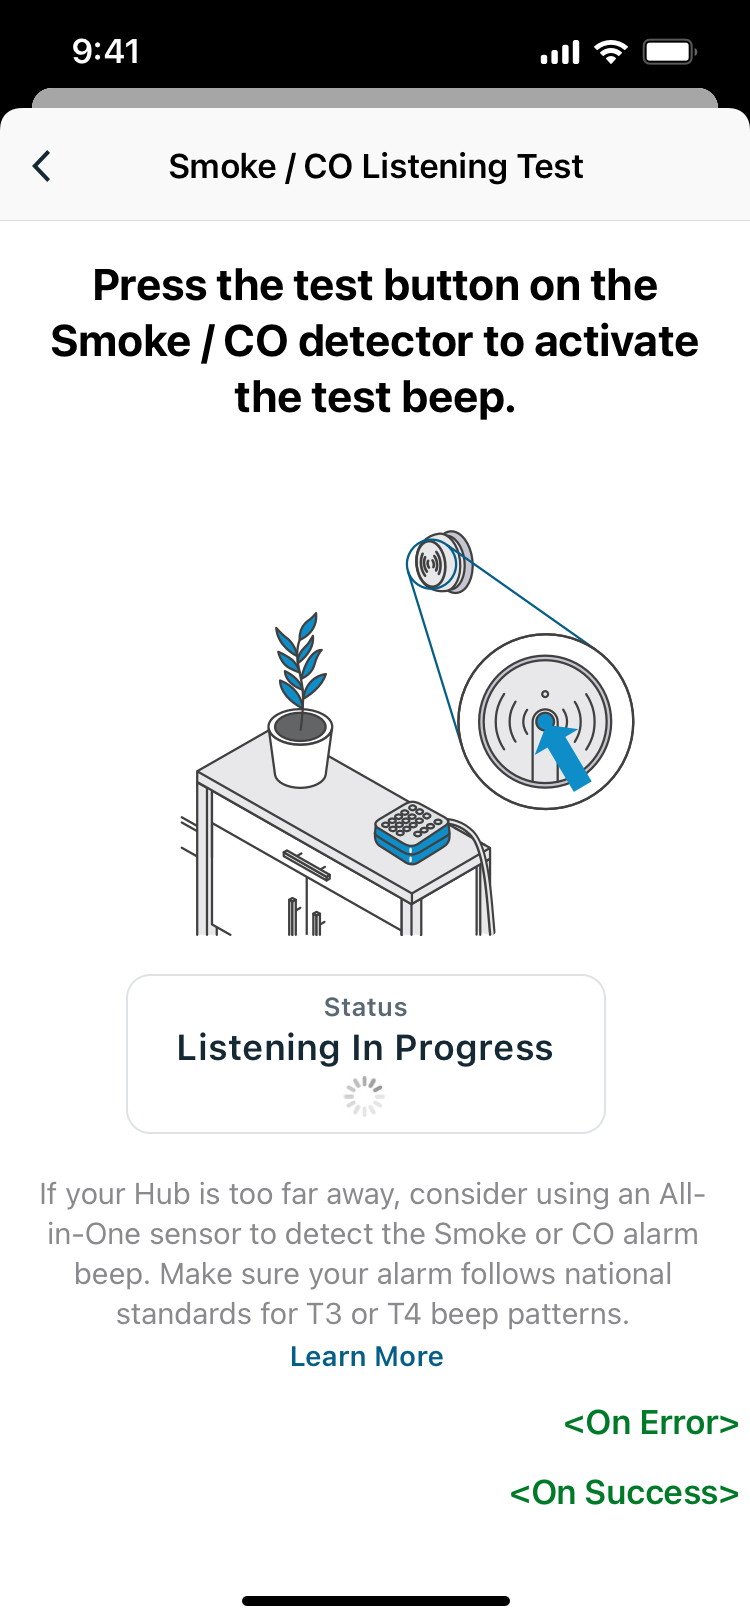 9:41
Smoke / CO Listening Test
Press the test button on the
Smoke / CO detector to activate
the test beep.
Status
Listening In Progress
If your Hub is too far away, consider using an All-
in-One sensor to detect the Smoke or CO alarm
beep. Make sure your alarm follows national
standards for T3 or T4 beep patterns.
Learn More
<On Error>
<On Success>